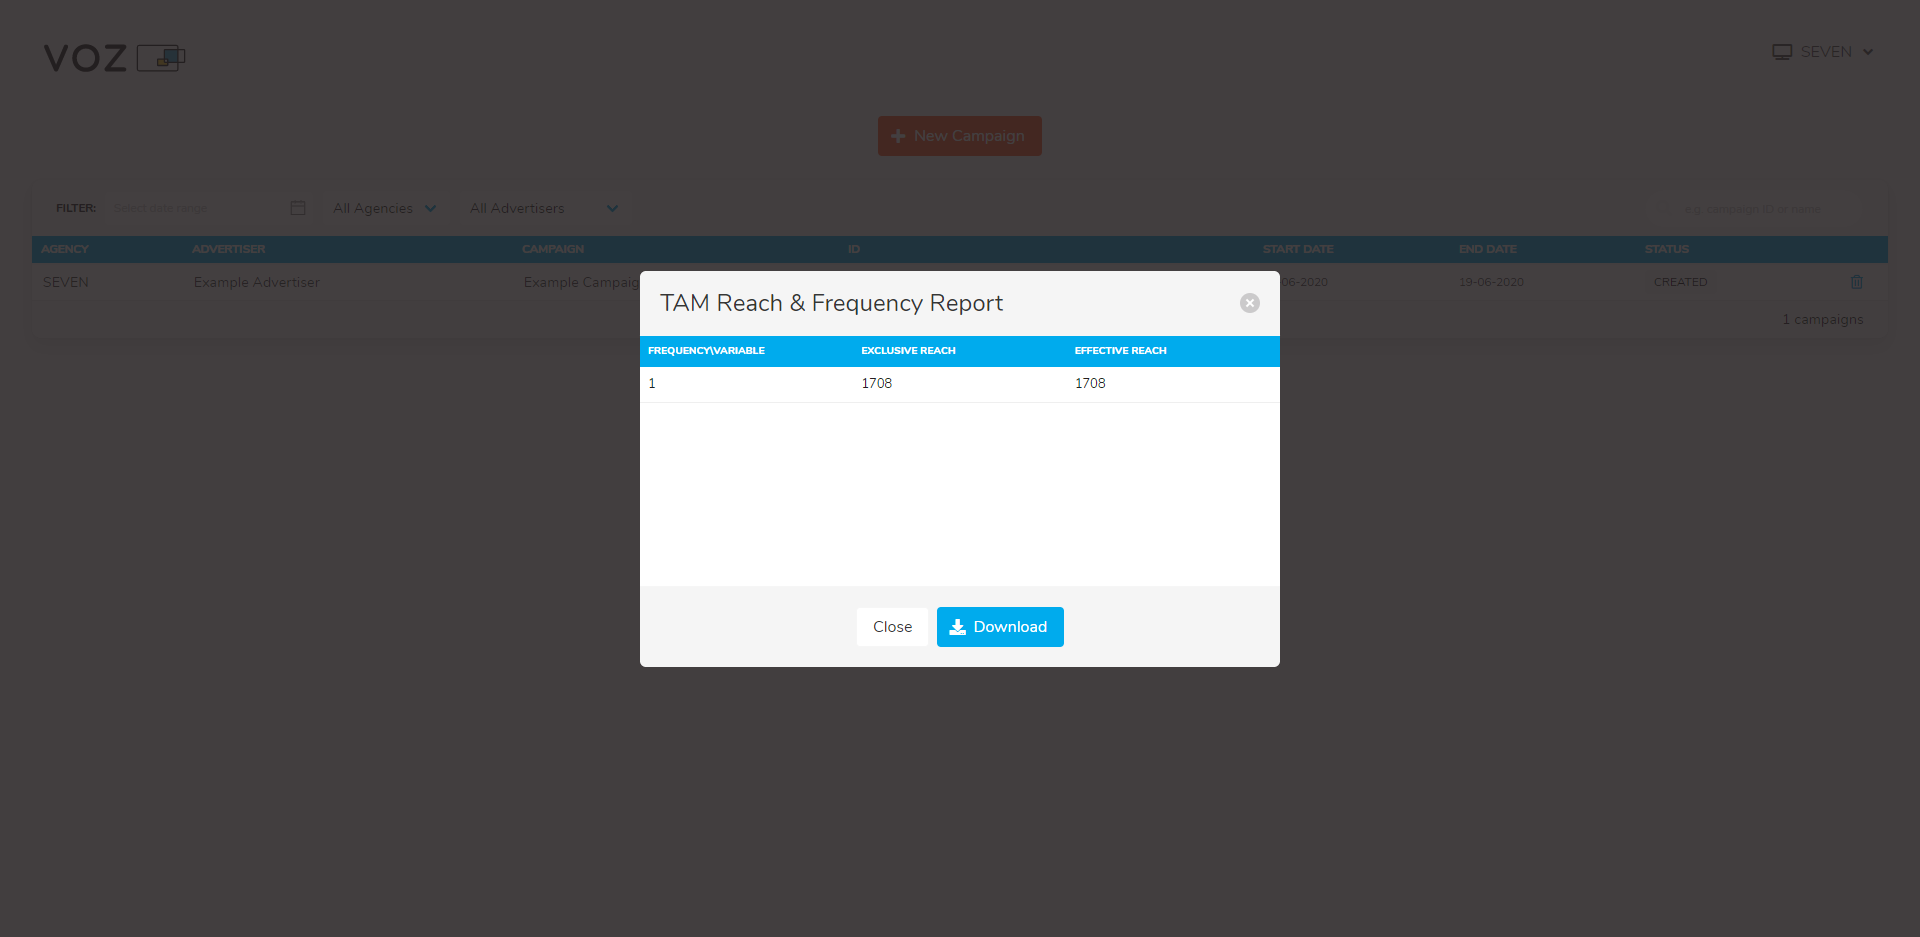 VOZ
SEVEN
New Campaign
FILTER:
Select date range
All Agencies
All Advertisers
e.g. campaign ID or name
AGENCY ADVERTISER CAMPAIGN ID START DATE END DATE STATUS
SEVEN Example Advertiser Example Campaig 06-2020 19-06-2020 CREATED
1 campaigns
TAM Reach & Frequency Report
FREQUENCY\VARIABLE EXCLUSIVE REACH EFFECTIVE REACH
1 1708 1708
Close
Download